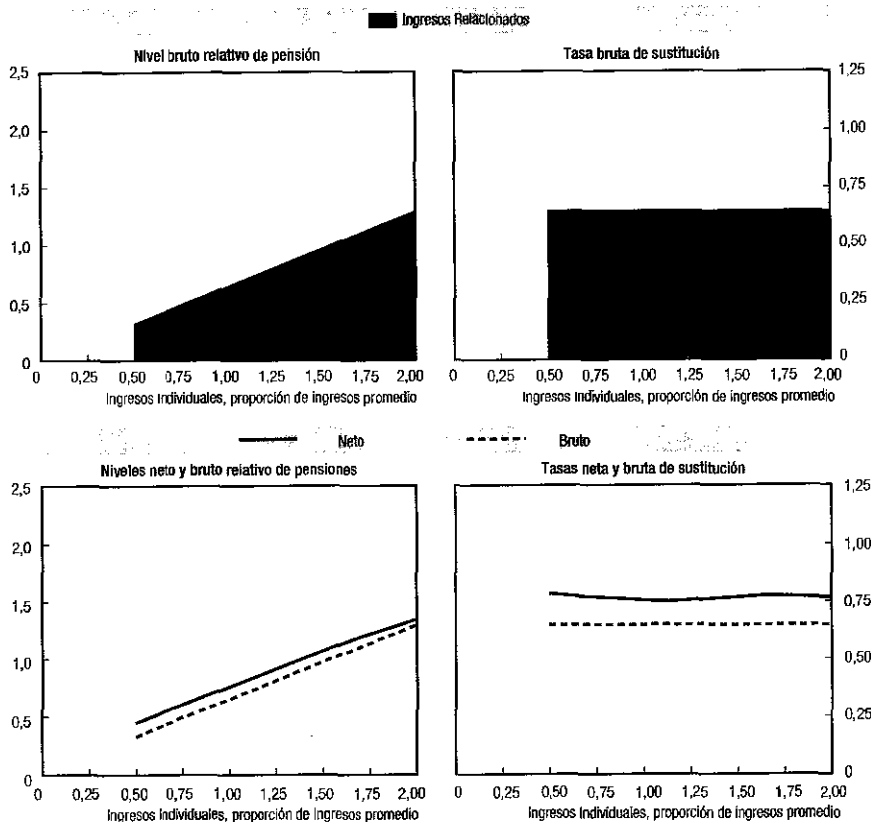 Ingresos Relacionados
Nivel bruto relativo de pensión
2,5
2,0
1,5
1,0
0,5
0
0 0,25 0,50 0,75 1,00 1,25 1,50 1,75 2,00
Ingresos individuales, proporción de ingresos promedio
Tasa bruta de sustitución
1,25
1,00
0,75
0,50
0,25
0
0 0,25 0,50 0,75 1,00 1,25 1,50 1,75 2,00
Ingresos individuales, proporción de ingresos promedio
Neto
Bruto
Niveles neto y bruto relativo de pensiones
2,5
2,0
1,5
1,0
0,5
0
0 0,25 0,50 0,75 1,00 1,25 1,50 1,75 2,00
Ingresos individuales, proporción de ingresos promedio
Tasas neta y bruta de sustitución
1,25
1,00
0,75
0,50
0,25
0
0 0,25 0,50 0,75 1,00 1,25 1,50 1,75 2,00
Ingresos individuales, proporción de ingresos promedio